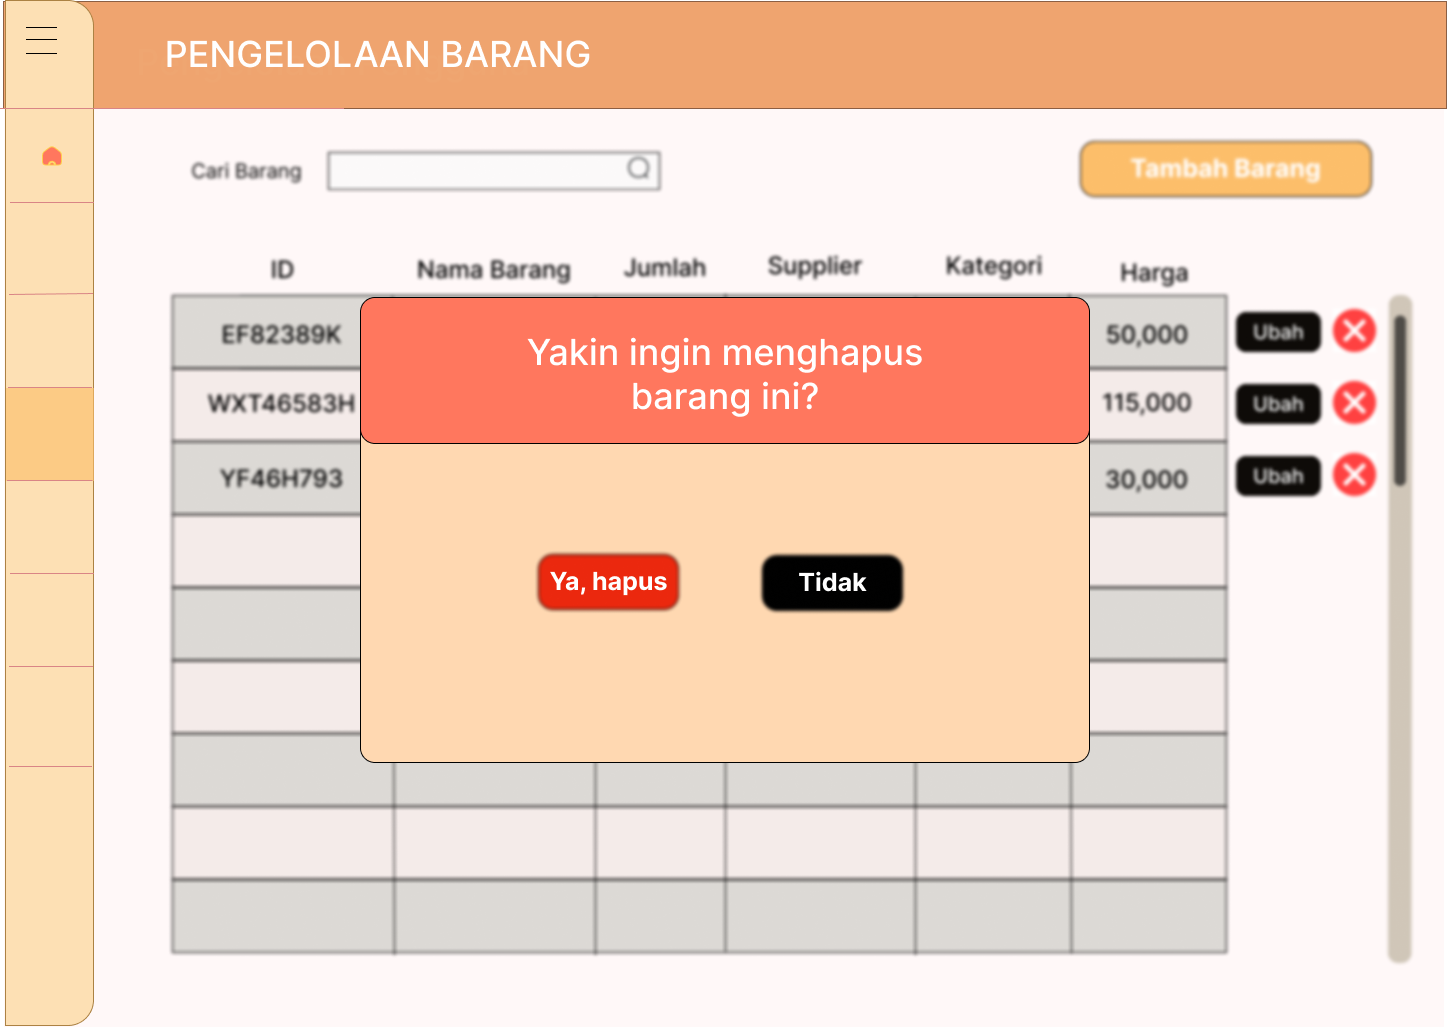 PENGELOLAAN BARANG
Cari Barang
Tambah Barang
ID Nama Barang Jumlah Supplier Kategori Harga
EF82389K 50,000 Ubah
WXT46583H 115,000 Ubah
YF46H793 30,000 Ubah
Yakin ingin menghapus
barang ini?
Ya, hapus Tidak